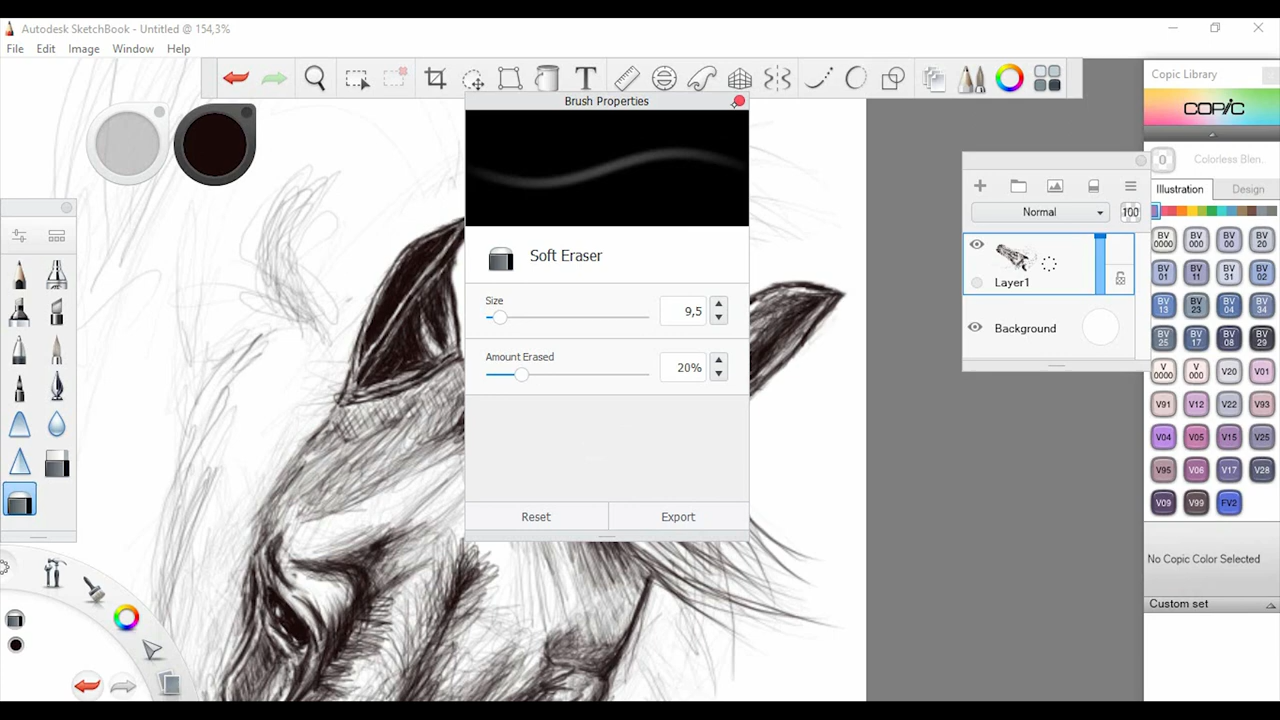 Autodesk SketchBook - Untitled @ 154,3%
File Edit Image Window Help
T
Brush Properties
Soft Eraser
Size
9,5
Amount Erased
20%
Reset Export
Normal 100
Layer1
Background
Copic Library
COPIC
0 Colorless Blen.
Illustration Design
BV 0000 BV 000 BV 00 BV 20
BV 01 BV 11 BV 31 BV 02
BV 13 BV 23 BV 04 BV 34
BV 25 BV 17 BV 08 BV 29
V 0000 V 000 V20 V01
V91 V12 V22 V93
V04 V05 V15 V25
V95 V06 V17 V28
V09 V99 FV2
No Copic Color Selected
Custom set